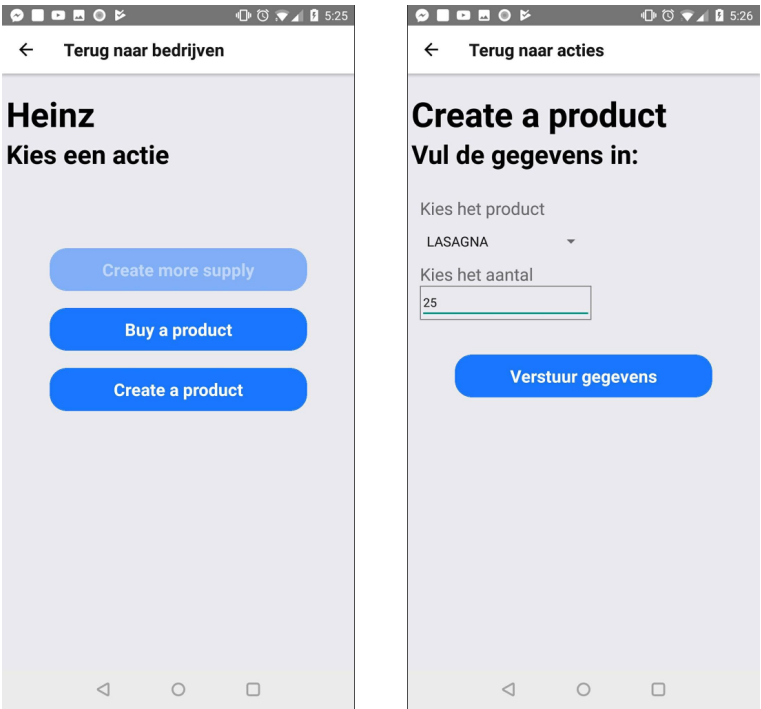 5:25
Terug naar bedrijven
Heinz
Kies een actie
Create more supply
Buy a product
Create a product
5:26
Terug naar acties
Create a product
Vul de gegevens in:
Kies het product
LASAGNA
Kies het aantal
25
Verstuur gegevens